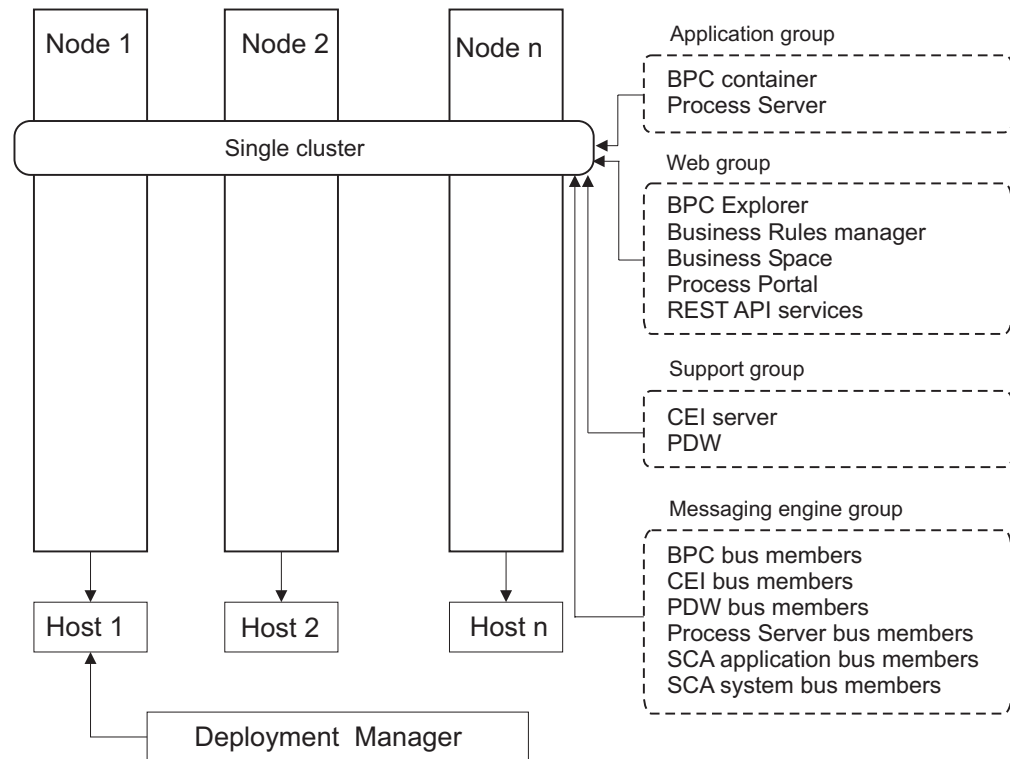 Node 1
Node 2
Node n
Single cluster
Application group
BPC container
Process Server
Web group
BPC Explorer
Business Rules manager
Business Space
Process Portal
REST API services
Support group
CEI server
PDW
Messaging engine group
BPC bus members
CEI bus members
PDW bus members
Process Server bus members
SCA application bus members
SCA system bus members
Host 1
Host 2
Host n
Deployment Manager